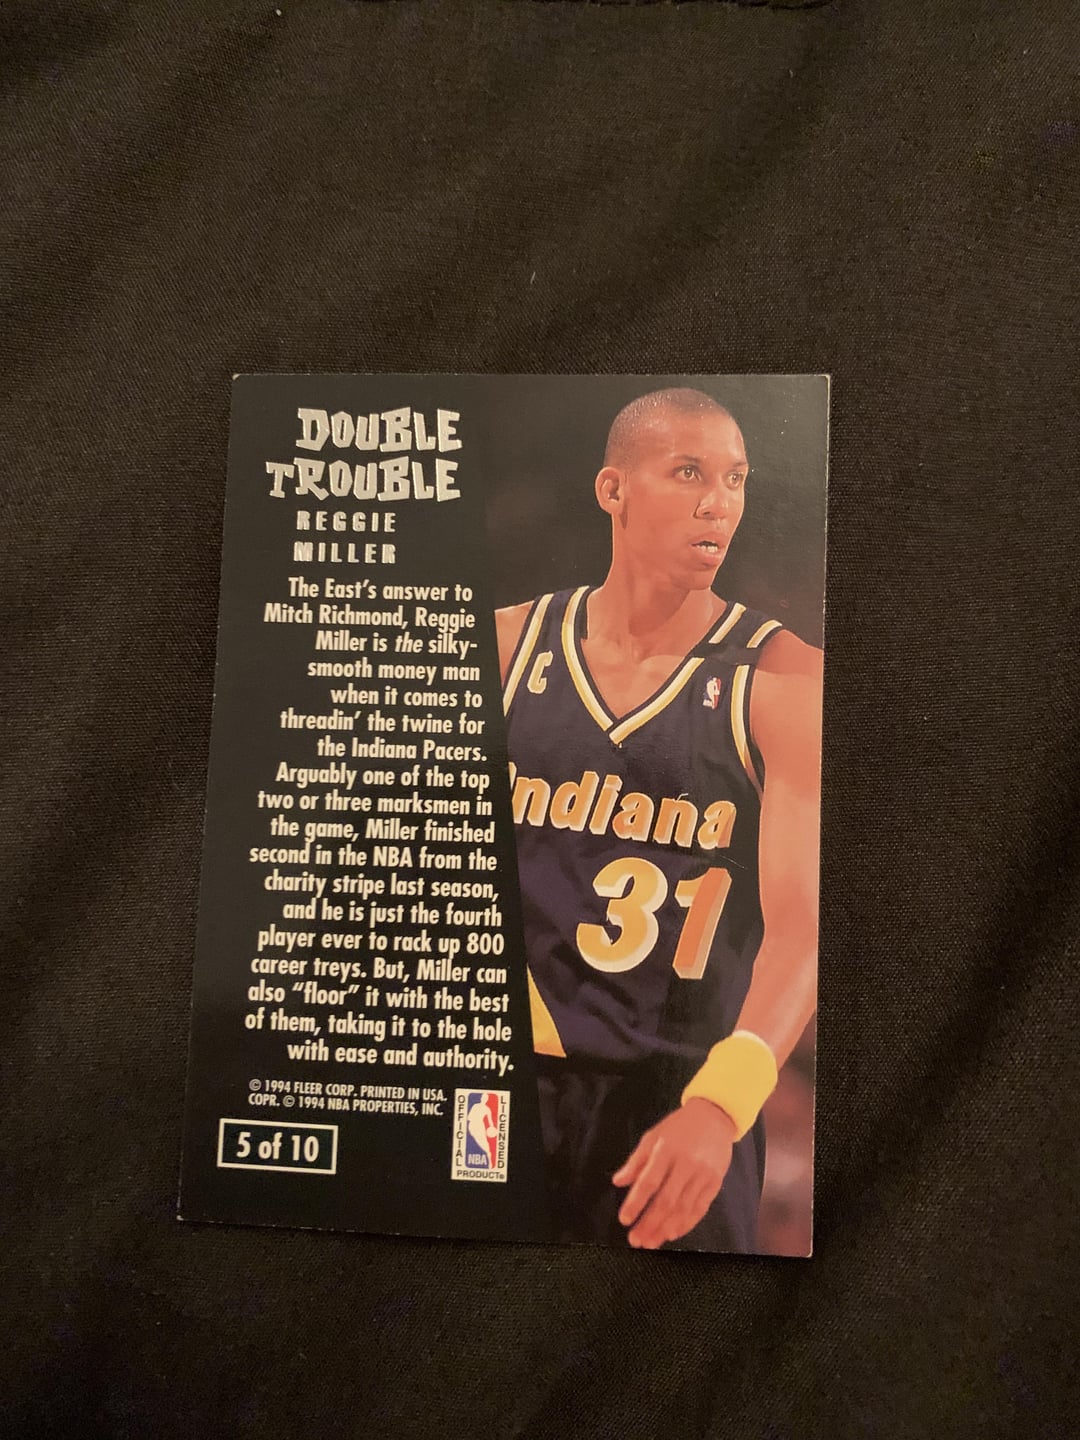 DOUBLE
TROUBLE
REGGIE
MILLER
The East's answer to
Mitch Richmond, Reggie
Miller is the silky-
smooth money man
when it comes to
threadin' the twine for
the Indiana Pacers.
Arguably one of the top
two or three marksmen in
the game, Miller finished
second in the NBA from the
charity stripe last season,
and he is just the fourth
player ever to rack up 800
career treys. But, Miller can
also "floor" it with the best
of them, taking it to the hole
with ease and authority.
© 1994 FLEER CORP. PRINTED IN USA.
COPR. © 1994 NBA PROPERTIES, INC.
5 of 10
OFFICIAL
LICENSED
NBA
PRODUCT®
C
Indiana
31